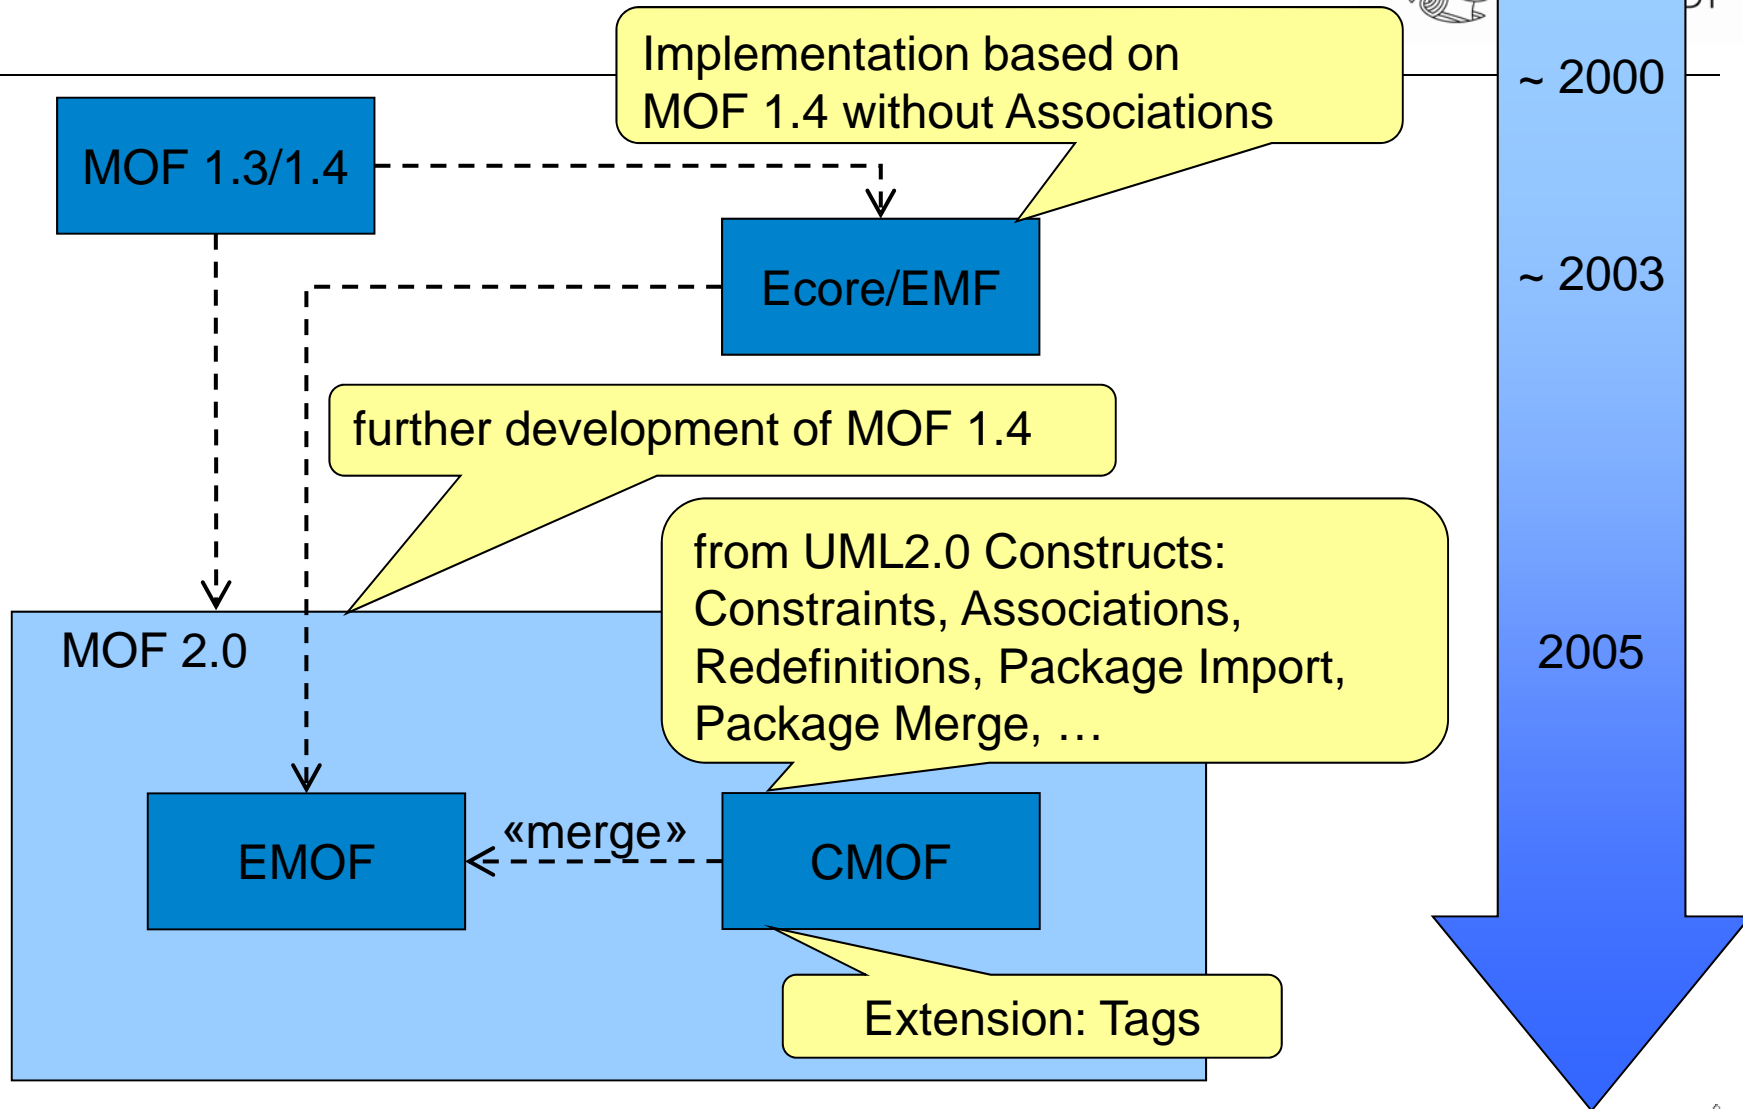 Implementation based on
MOF 1.4 without Associations
~ 2000
MOF 1.3/1.4
Ecore/EMF
~ 2003
further development of MOF 1.4
from UML2.0 Constructs:
Constraints, Associations,
Redefinitions, Package Import,
Package Merge, …
MOF 2.0
2005
EMOF
«merge»
CMOF
Extension: Tags